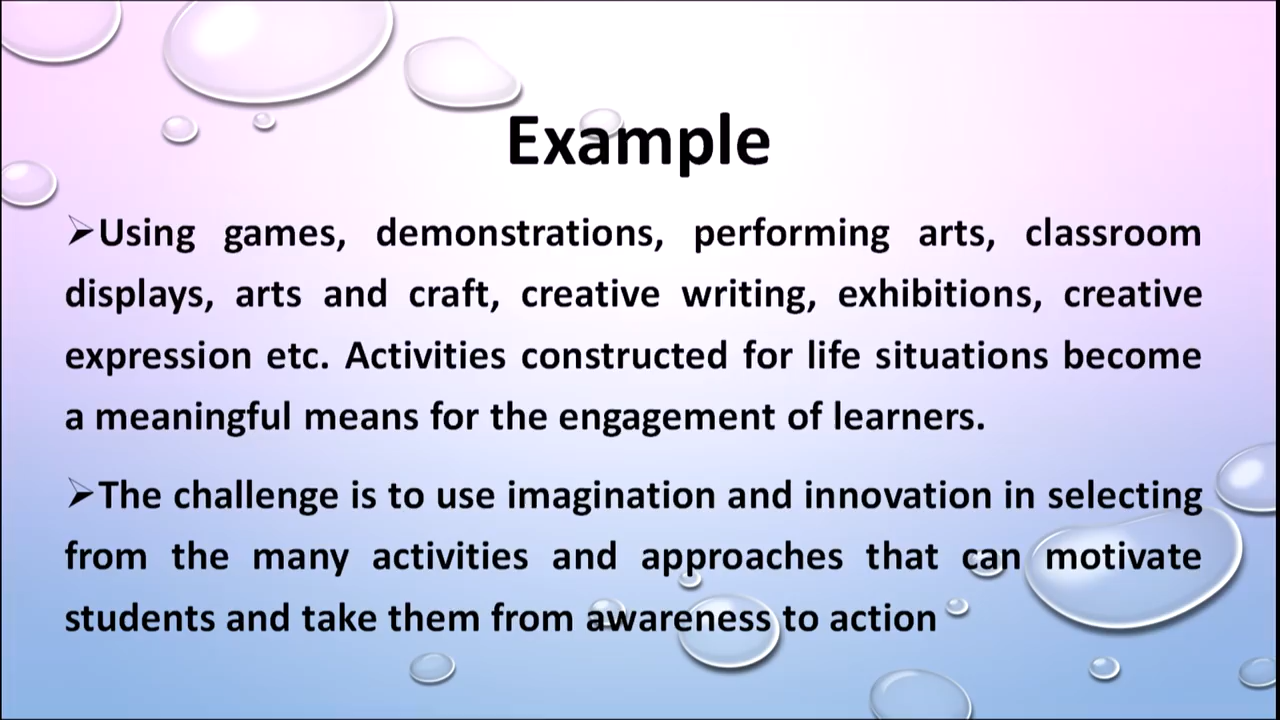 Example
➢Using games, demonstrations, performing arts, classroom
displays, arts and craft, creative writing, exhibitions, creative
expression etc. Activities constructed for life situations become
a meaningful means for the engagement of learners.
➢The challenge is to use imagination and innovation in selecting
from the many activities and approaches that can motivate
students and take them from awareness to action